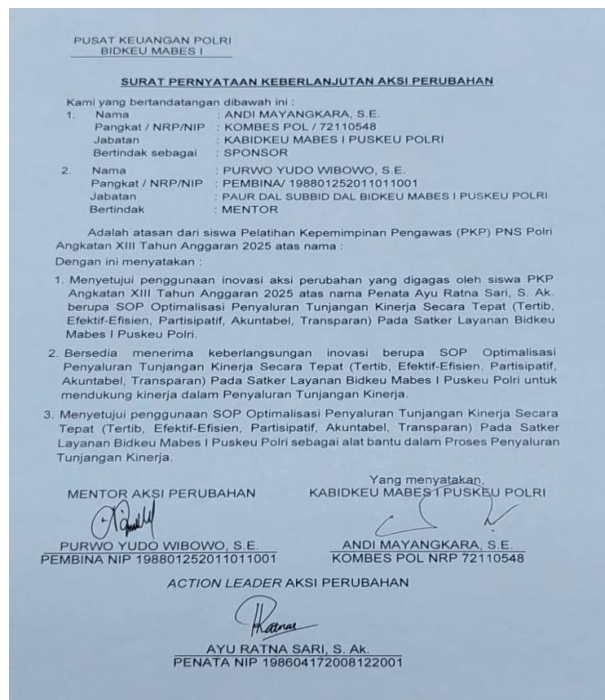 PUSAT KEUANGAN POLRI
BIDKEU MABES I
SURAT PERNYATAAN KEBERLANJUTAN AKSI PERUBAHAN
Kami yang bertandatangan dibawah ini :
1. Nama : ANDI MAYANGKARA, S.E.
Pangkat / NRP/NIP : KOMBES POL / 72110548
Jabatan : KABIDKEU MABES I PUSKEU POLRI
Bertindak sebagai : SPONSOR
2. Nama : PURWO YUDO WIBOWO, S.E.
Pangkat / NRP/NIP : PEMBINA/ 198801252011011001
Jabatan : PAUR DAL SUBBID DAL BIDKEU MABES I PUSKEU POLRI
Bertindak : MENTOR
Adalah atasan dari siswa Pelatihan Kepemimpinan Pengawas (PKP) PNS Polri
Angkatan XIII Tahun Anggaran 2025 atas nama :
Dengan ini menyatakan :
1. Menyetujui penggunaan inovasi aksi perubahan yang digagas oleh siswa PKP
Angkatan XIII Tahun Anggaran 2025 atas nama Penata Ayu Ratna Sari, S. Ak.
berupa SOP Optimalisasi Penyaluran Tunjangan Kinerja Secara Tepat (Tertib,
Efektif-Efisien, Partisipatif, Akuntabel, Transparan) Pada Satker Layanan Bidkeu
Mabes I Puskeu Polri.
2. Bersedia menerima keberlangsungan inovasi berupa SOP Optimalisasi
Penyaluran Tunjangan Kinerja Secara Tepat (Tertib, Efektif-Efisien, Partisipatif,
Akuntabel, Transparan) Pada Satker Layanan Bidkeu Mabes I Puskeu Polri untuk
mendukung kinerja dalam Penyaluran Tunjangan Kinerja.
3. Menyetujui penggunaan SOP Optimalisasi Penyaluran Tunjangan Kinerja Secara
Tepat (Tertib, Efektif-Efisien, Partisipatif, Akuntabel, Transparan) Pada Satker
Layanan Bidkeu Mabes I Puskeu Polri sebagai alat bantu dalam Proses Penyaluran
Tunjangan Kinerja.
Yang menyatakan,
MENTOR AKSI PERUBAHAN KABIDKEU MABES I PUSKEU POLRI
PURWO YUDO WIBOWO, S.E. ANDI MAYANGKARA, S.E.
PEMBINA NIP 198801252011011001 KOMBES POL NRP 72110548
ACTION LEADER AKSI PERUBAHAN
AYU RATNA SARI, S. Ak.
PENATA NIP 198604172008122001